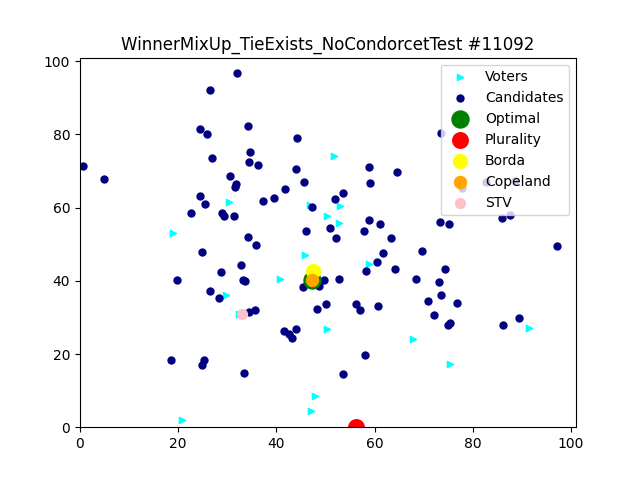 WinnerMixUp_TieExists_NoCondorcetTest #11092
100
80
60
40
20
0
0
20
40
60
80
100
Voters
Candidates
Optimal
Plurality
Borda
Copeland
STV